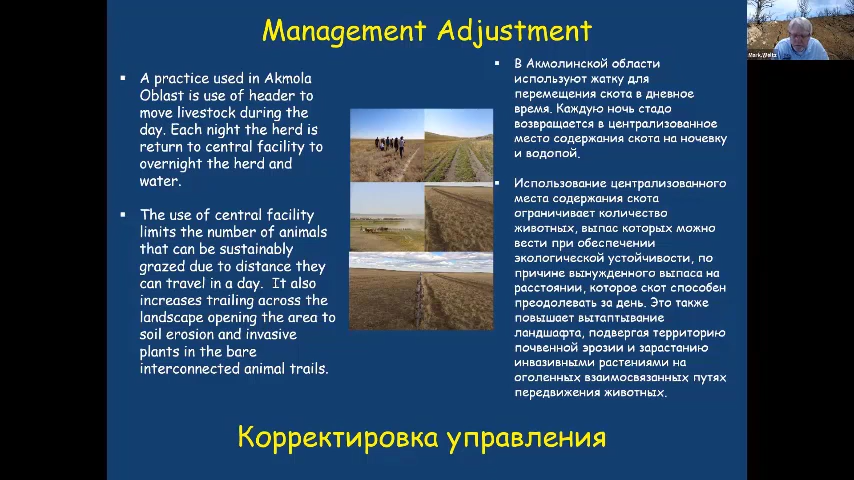 Management Adjustment
A practice used in Akmola
Oblast is use of header to
move livestock during the
day. Each night the herd is
return to central facility to
overnight the herd and
water.
The use of central facility
limits the number of animals
that can be sustainably
grazed due to distance they
can travel in a day. It also
increases trailing across the
landscape opening the area to
soil erosion and invasive
plants in the bare
interconnected animal trails.
В Акмолинской области
используют жатку для
перемещения скота в дневное
время. Каждую ночь стадо
возвращается в централизованное
место содержания скота на ночевку
и водопой.
Использование централизованного
места содержания скота
ограничивает количество
животных, выпас которых можно
вести при обеспечении
экологической устойчивости, по
причине вынужденного выпаса на
расстоянии, которое скот способен
преодолевать за день. Это также
повышает вытаптывание
ландшафта, подвергая территорию
почвенной эрозии и зарастанию
инвазивными растениями на
оголенных взаимосвязанных путях
передвижения животных.
Корректировка управления
Mark.Weltz